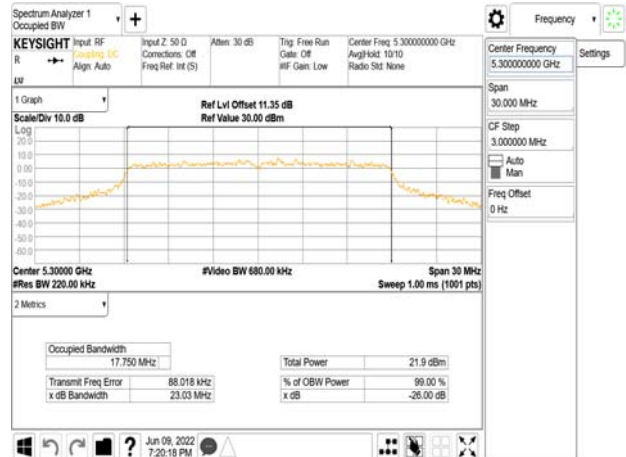 Spectrum Analyzer 1
Occupied BW
Frequency
KEYSIGHT
Input: RF
Coupling: DC
Align: Auto
Input Z: 50 Ω
Corrections: Off
Freq Ref: Int (S)
Atten: 30 dB
Trig: Free Run
Gate: Off
#IF Gain: Low
Center Freq: 5.300000000 GHz
Avg|Hold: 10/10
Radio Std: None
R
LXI
1 Graph
Scale/Div 10.0 dB
Ref Lvl Offset 11.35 dB
Ref Value 30.00 dBm
Log
20.0
10.0
0.00
-10.0
-20.0
-30.0
-40.0
-50.0
-60.0
Center 5.30000 GHz
#Res BW 220.00 kHz
#Video BW 680.00 kHz
Span 30 MHz
Sweep 1.00 ms (1001 pts)
2 Metrics
Occupied Bandwidth
17.750 MHz
Transmit Freq Error 88.018 kHz
x dB Bandwidth 23.03 MHz
Total Power 21.9 dBm
% of OBW Power 99.00 %
x dB -26.00 dB
Center Frequency
5.300000000 GHz
Settings
Span
30.000 MHz
CF Step
3.000000 MHz
Auto
Man
Freq Offset
0 Hz
?
Jun 09, 2022
7:20:18 PM